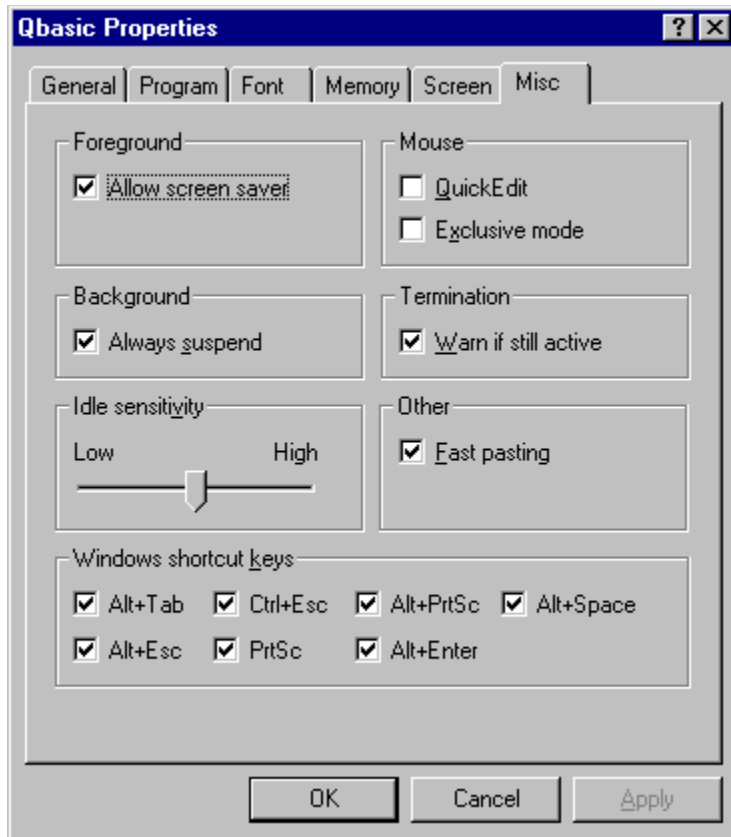 Qbasic Properties
General Program Font Memory Screen Misc
Foreground
Allow screen saver
Mouse
QuickEdit
Exclusive mode
Background
Always suspend
Termination
Warn if still active
Idle sensitivity
Low High
Other
Fast pasting
Windows shortcut keys
Alt+Tab Ctrl+Esc Alt+PrtSc Alt+Space
Alt+Esc PrtSc Alt+Enter
OK Cancel Apply